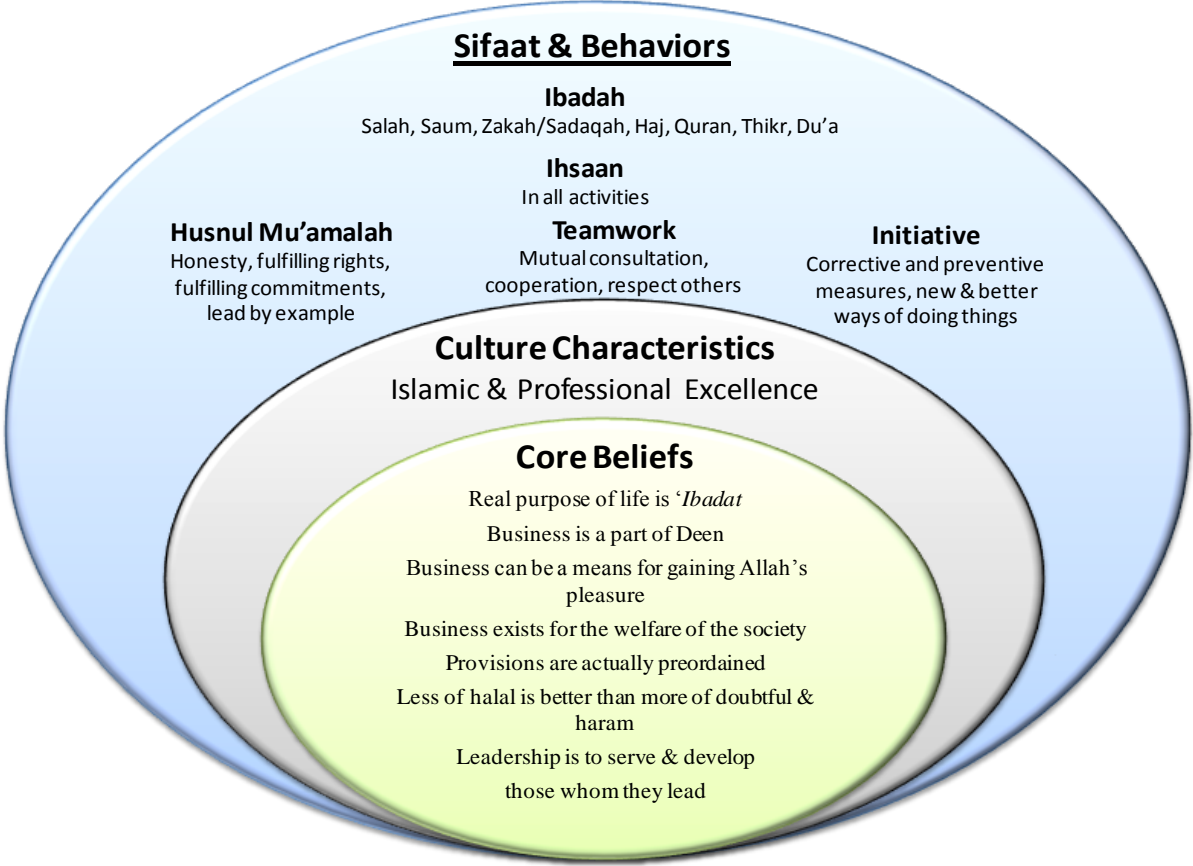 Sifaat & Behaviors
Ibadah
Salah, Saum, Zakah/Sadaqah, Haj, Quran, Thikr, Du’a
Ihsaan
In all activities
Husnul Mu’amalah
Honesty, fulfilling rights,
fulfilling commitments,
lead by example
Teamwork
Mutual consultation,
cooperation, respect others
Initiative
Corrective and preventive
measures, new & better
ways of doing things
Culture Characteristics
Islamic & Professional Excellence
Core Beliefs
Real purpose of life is ‘Ibadat
Business is a part of Deen
Business can be a means for gaining Allah’s
pleasure
Business exists for the welfare of the society
Provisions are actually preordained
Less of halal is better than more of doubtful &
haram
Leadership is to serve & develop
those whom they lead